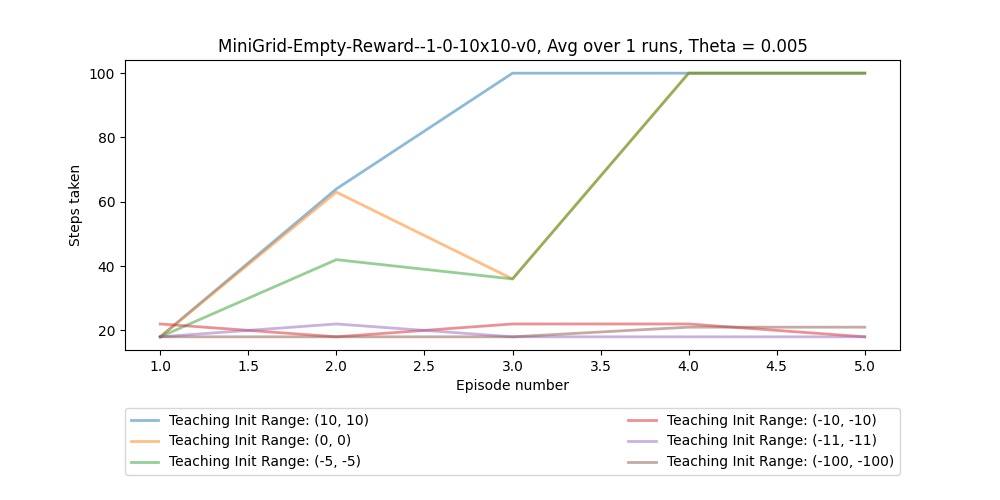 MiniGrid-Empty-Reward--1-0-10x10-v0, Avg over 1 runs, Theta = 0.005
100
80
60
40
20
Steps taken
1.0 1.5 2.0 2.5 3.0 3.5 4.0 4.5 5.0
Episode number
Teaching Init Range: (10, 10)
Teaching Init Range: (0, 0)
Teaching Init Range: (-5, -5)
Teaching Init Range: (-10, -10)
Teaching Init Range: (-11, -11)
Teaching Init Range: (-100, -100)